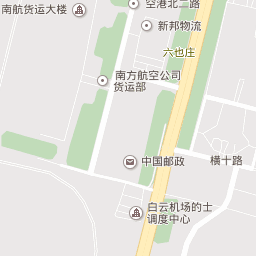 南航货运大楼
空港北二路
新邦物流
六也庄
南方航空公司
货运部
中国邮政
横十路
白云机场的士
调度中心